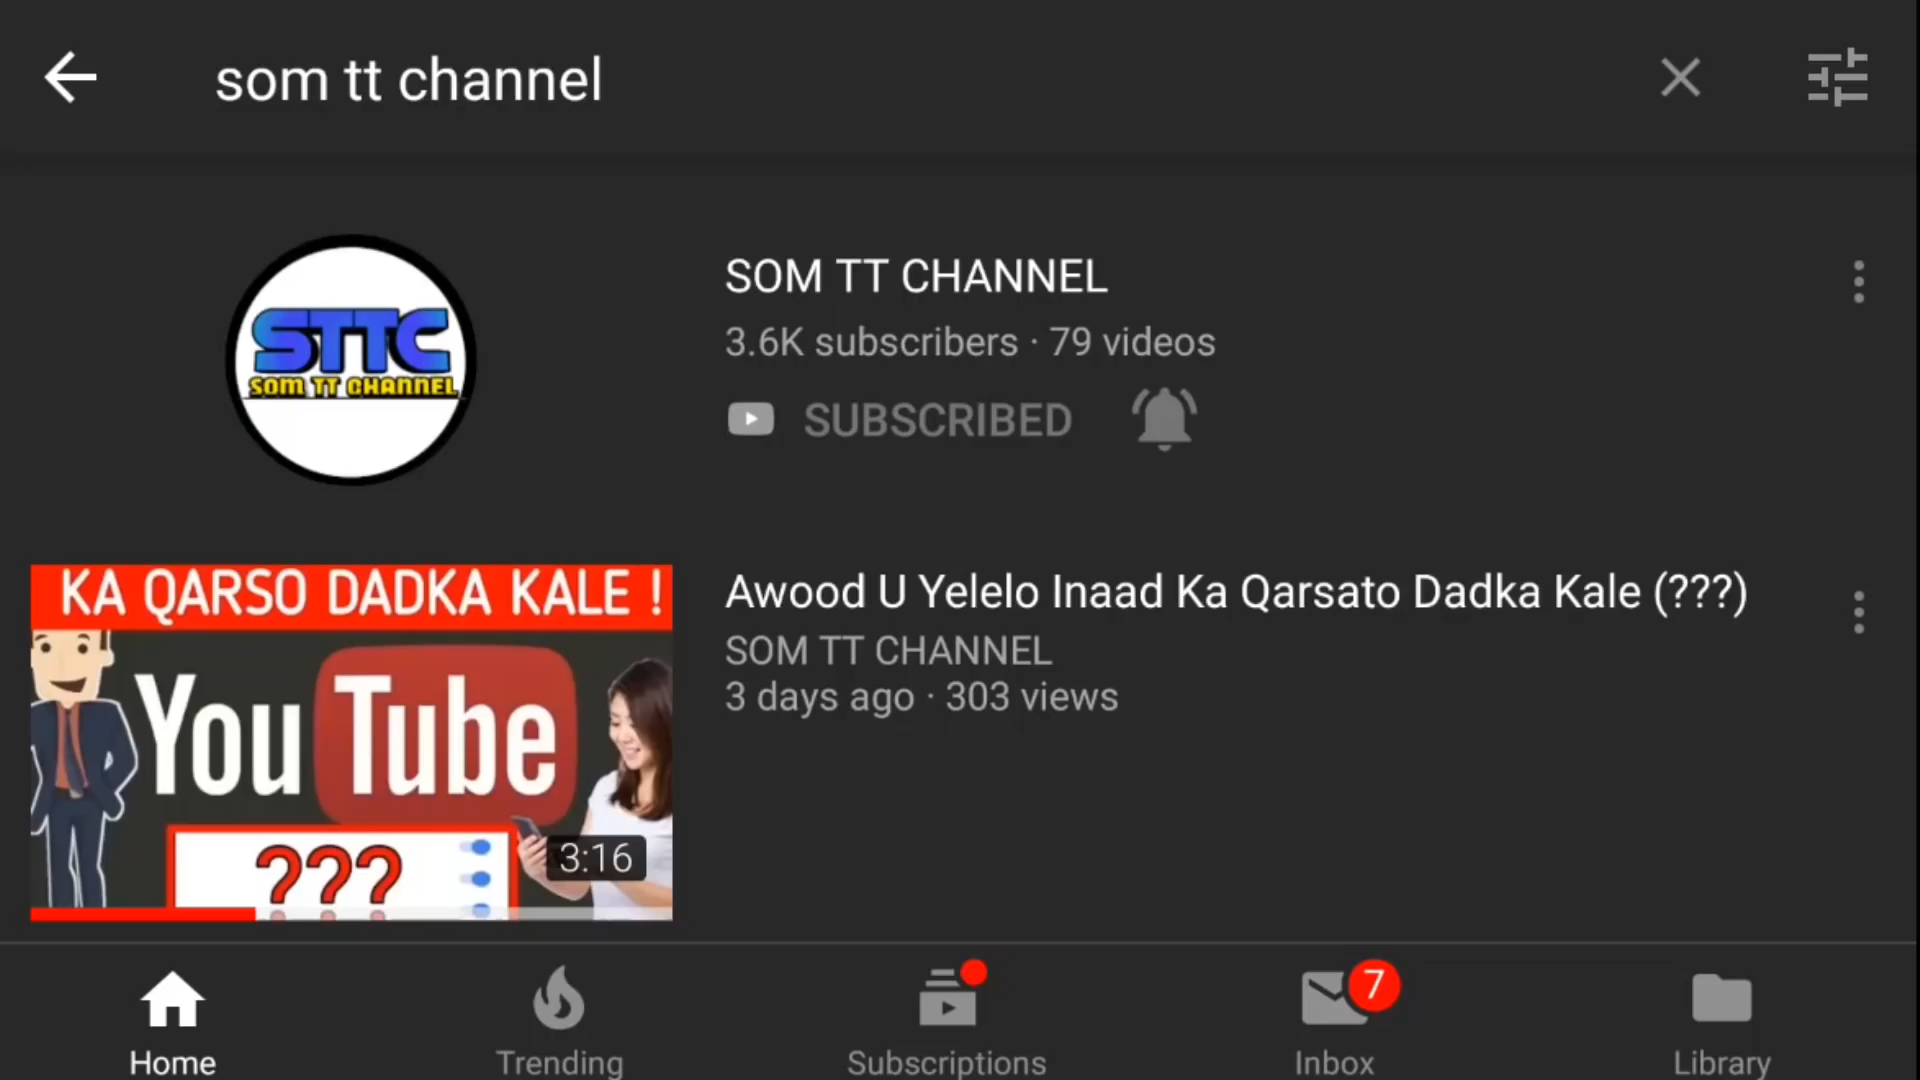 som tt channel
STTC
SOM TT CHANNEL
SOM TT CHANNEL
3.6K subscribers · 79 videos
SUBSCRIBED
KA QARSO DADKA KALE !
You Tube
???
3:16
Awood U Yelelo Inaad Ka Qarsato Dadka Kale (???)
SOM TT CHANNEL
3 days ago · 303 views
7
Home
Trending
Subscriptions
Inbox
Library